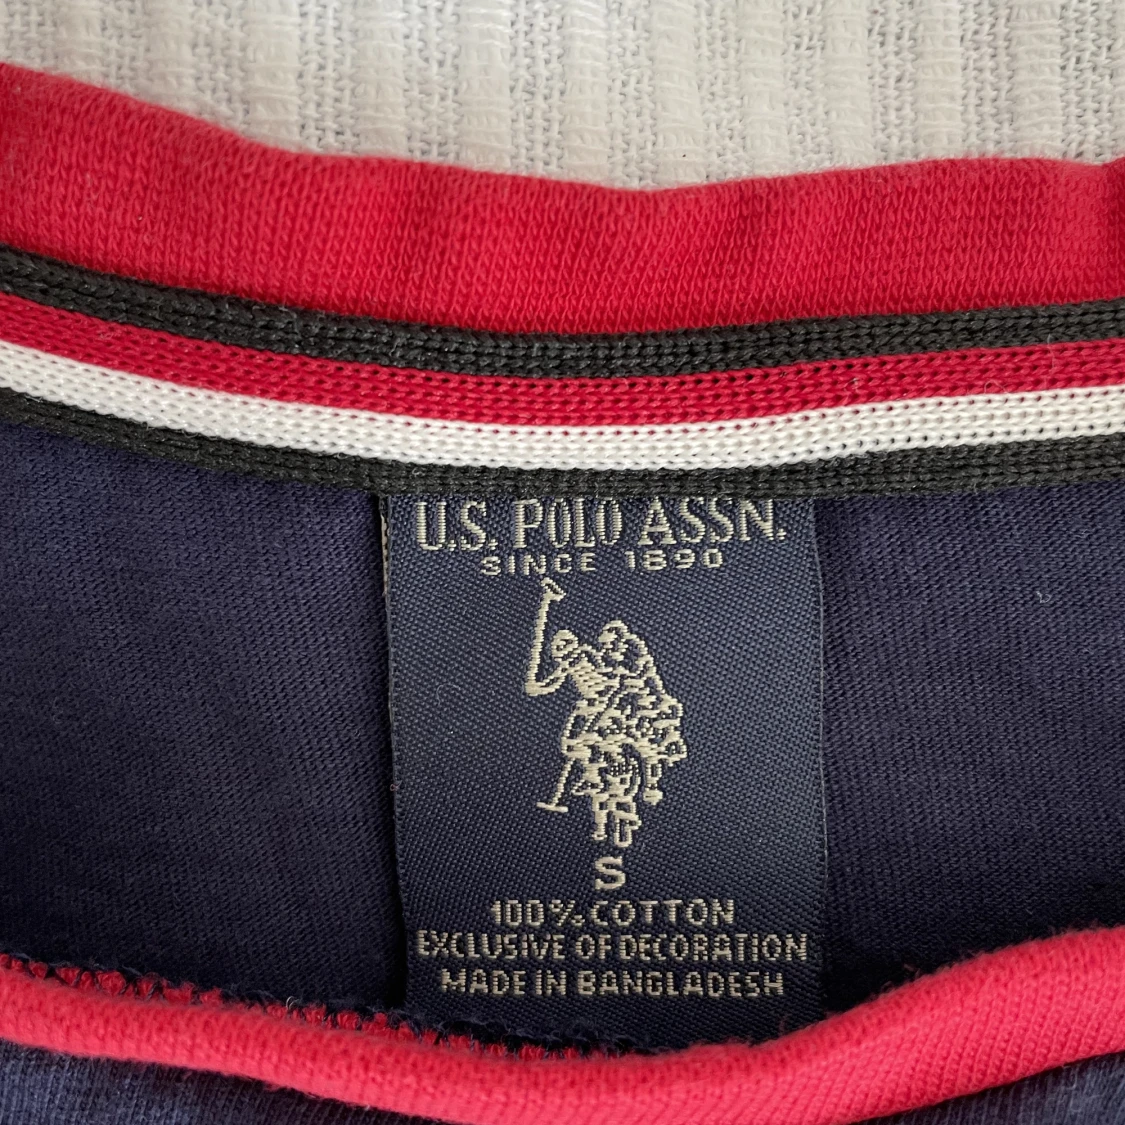 U.S. POLO ASSN.
SINCE 1890
S
100% COTTON
EXCLUSIVE OF DECORATION
MADE IN BANGLADESH